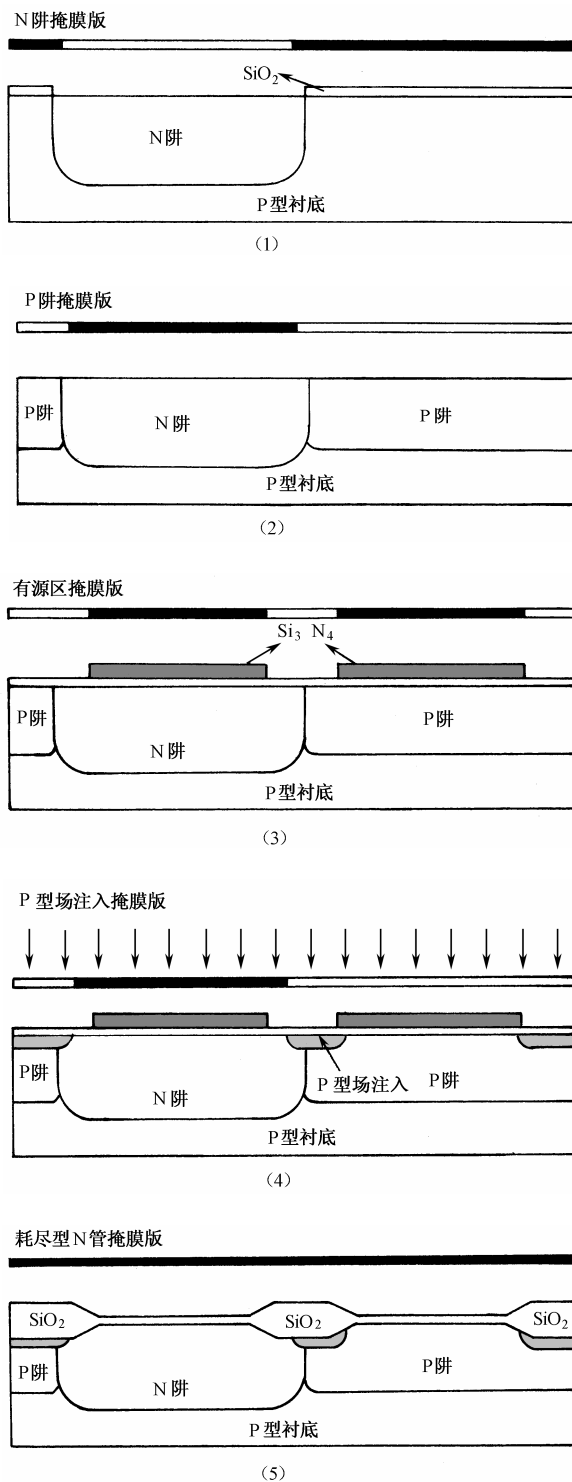 N阱掩膜版
SiO₂
N阱
P型衬底
（1）
P阱掩膜版
P阱
N阱
P阱
P型衬底
（2）
有源区掩膜版
Si₃ N₄
P阱
N阱
P阱
P型衬底
（3）
P 型场注入掩膜版
P阱
N阱
P 型场注入
P阱
P型衬底
（4）
耗尽型N管掩膜版
SiO₂
SiO₂
SiO₂
P阱
N阱
P阱
P型衬底
（5）